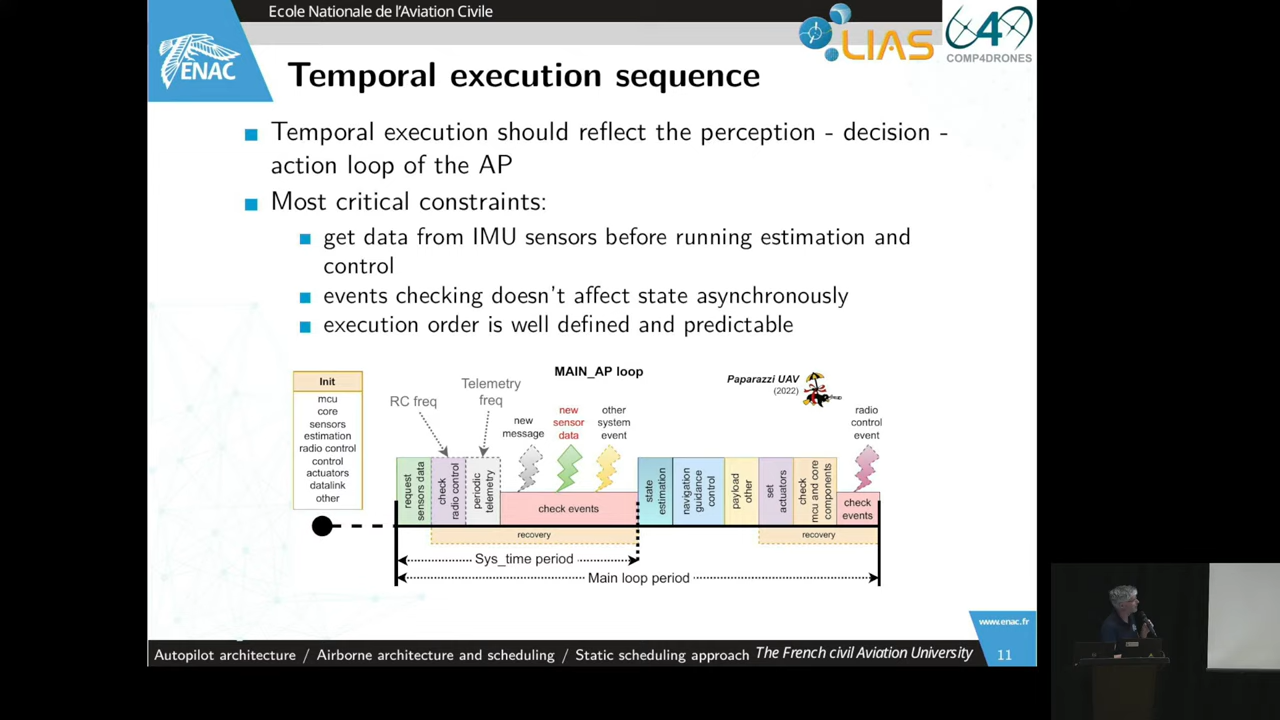 Ecole Nationale de l'Aviation Civile
ENAC
LIAS
4
COMP4DRONES
Temporal execution sequence
Temporal execution should reflect the perception - decision -
action loop of the AP
Most critical constraints:
get data from IMU sensors before running estimation and
control
events checking doesn't affect state asynchronously
execution order is well defined and predictable
MAIN_AP loop
Paparazzi UAV
(2022)
Init
mcu
core
sensors
estimation
radio control
control
actuators
datalink
other
RC freq
Telemetry
freq
new
message
new
sensor
data
other
system
event
radio
control
event
request
sensors data
check
radio control
periodic
telemetry
check events
state
estimation
navigation
guidance
control
payload
other
set
actuators
check
mcu and core
components
check
events
recovery
recovery
Sys_time period
Main loop period
www.enac.fr
Autopilot architecture / Airborne architecture and scheduling / Static scheduling approach
The French civil Aviation University
11